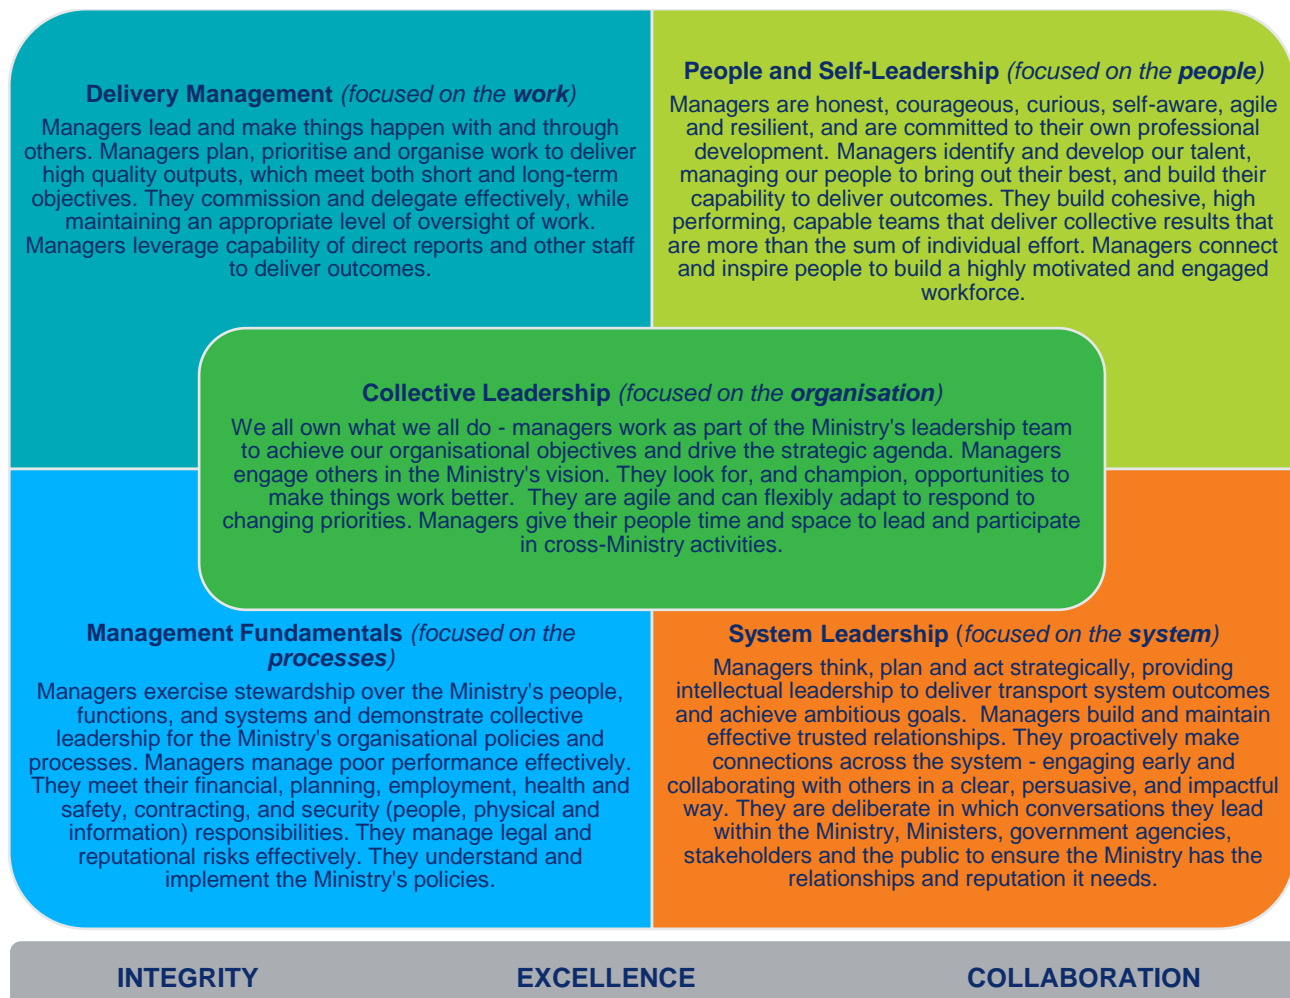 Delivery Management (focused on the work)
Managers lead and make things happen with and through
others. Managers plan, prioritise and organise work to deliver
high quality outputs, which meet both short and long-term
objectives. They commission and delegate effectively, while
maintaining an appropriate level of oversight of work.
Managers leverage capability of direct reports and other staff
to deliver outcomes.
People and Self-Leadership (focused on the people)
Managers are honest, courageous, curious, self-aware, agile
and resilient, and are committed to their own professional
development. Managers identify and develop our talent,
managing our people to bring out their best, and build their
capability to deliver outcomes. They build cohesive, high
performing, capable teams that deliver collective results that
are more than the sum of individual effort. Managers connect
and inspire people to build a highly motivated and engaged
workforce.
Collective Leadership (focused on the organisation)
We all own what we all do - managers work as part of the Ministry's leadership team
to achieve our organisational objectives and drive the strategic agenda. Managers
engage others in the Ministry's vision. They look for, and champion, opportunities to
make things work better. They are agile and can flexibly adapt to respond to
changing priorities. Managers give their people time and space to lead and participate
in cross-Ministry activities.
Management Fundamentals (focused on the
processes)
Managers exercise stewardship over the Ministry's people,
functions, and systems and demonstrate collective
leadership for the Ministry's organisational policies and
processes. Managers manage poor performance effectively.
They meet their financial, planning, employment, health and
safety, contracting, and security (people, physical and
information) responsibilities. They manage legal and
reputational risks effectively. They understand and
implement the Ministry's policies.
System Leadership (focused on the system)
Managers think, plan and act strategically, providing
intellectual leadership to deliver transport system outcomes
and achieve ambitious goals. Managers build and maintain
effective trusted relationships. They proactively make
connections across the system - engaging early and
collaborating with others in a clear, persuasive, and impactful
way. They are deliberate in which conversations they lead
within the Ministry, Ministers, government agencies,
stakeholders and the public to ensure the Ministry has the
relationships and reputation it needs.
INTEGRITY EXCELLENCE COLLABORATION